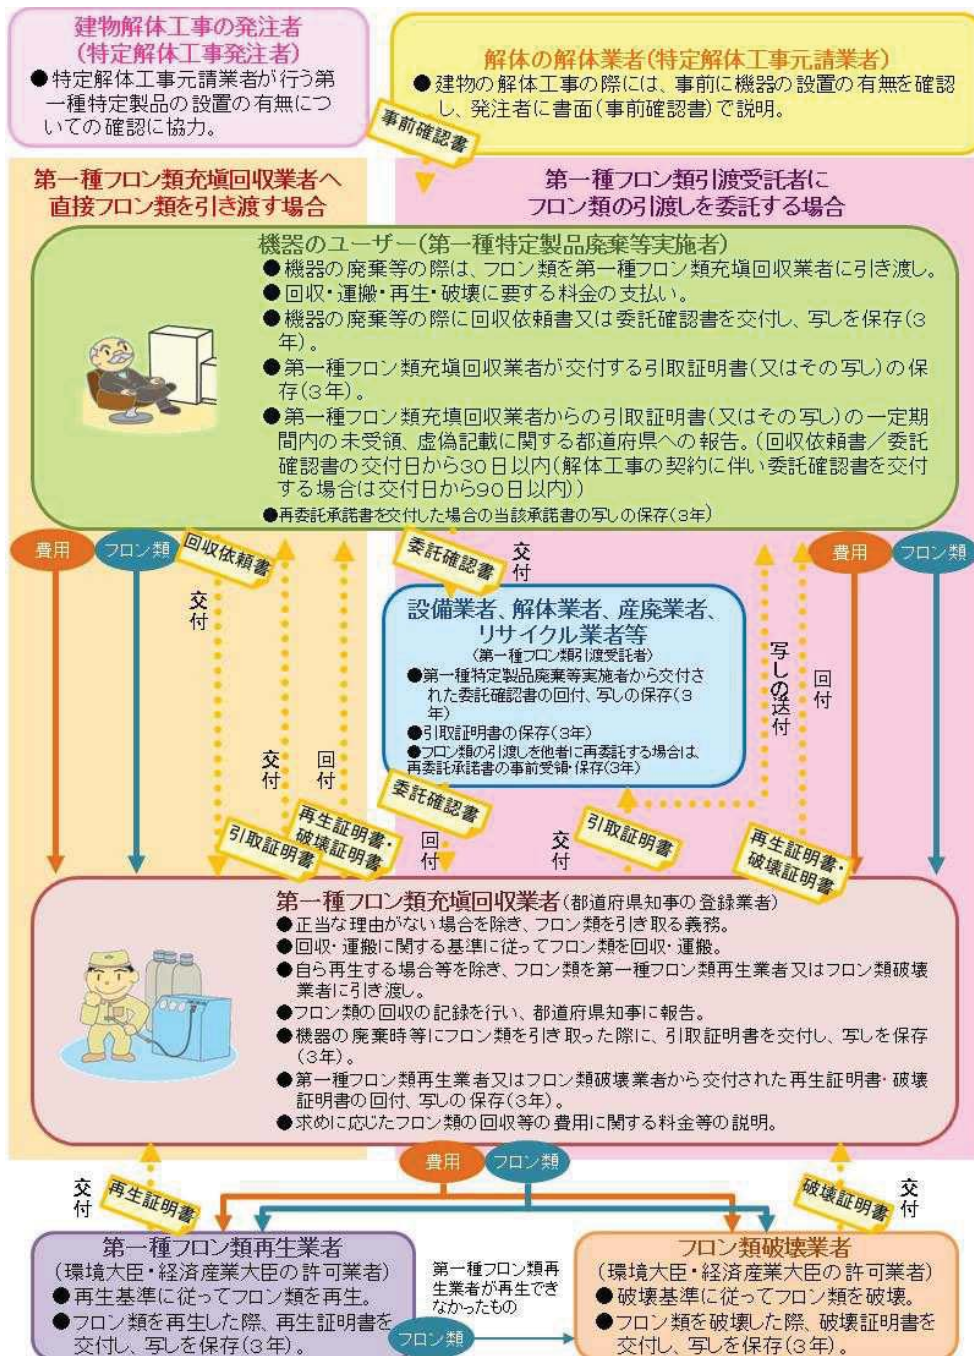 建物解体工事の発注者
(特定解体工事発注者)
●特定解体工事元請業者が行う第
一種特定製品の設置の有無につ
いての確認に協力。
解体の解体業者(特定解体工事元請業者)
●建物の解体工事の際には、事前に機器の設置の有無を確認
し、発注者に書面(事前確認書)で説明。
事前確認書
第一種フロン類充塡回収業者へ
直接フロン類を引き渡す場合
第一種フロン類引渡受託者に
フロン類の引渡しを委託する場合
機器のユーザー(第一種特定製品廃棄等実施者)
●機器の廃棄等の際は、フロン類を第一種フロン類充塡回収業者に引き渡し。
●回収・運搬・再生・破壊に要する料金の支払い。
●機器の廃棄等の際に回収依頼書又は委託確認書を交付し、写しを保存(3
年)。
●第一種フロン類充塡回収業者が交付する引取証明書(又はその写し)の保
存(3年)。
●第一種フロン類充填回収業者からの引取証明書(又はその写し)の一定期
間内の未受領、虚偽記載に関する都道府県への報告。(回収依頼書/委託
確認書の交付日から30日以内(解体工事の契約に伴い委託確認書を交付
する場合は交付日から90日以内))
●再委託承諾書を交付した場合の当該承諾書の写しの保存(3年)
費用
フロン類
回収依頼書
交付
委託確認書
交付
費用
フロン類
設備業者、解体業者、産廃業者、
リサイクル業者等
(第一種フロン類引渡受託者)
●第一種特定製品廃棄等実施者から交付さ
れた委託確認書の回付、写しの保存(3
年)
●引取証明書の保存(3年)
●フロン類の引渡しを他者に再委託する場合は、
再委託承諾書の事前受領・保存(3年)
写しの送付
回付
交付
回付
引取証明書
再生証明書・
破壊証明書
委託確認書
回付
交付
引取証明書
再生証明書・
破壊証明書
第一種フロン類充塡回収業者(都道府県知事の登録業者)
●正当な理由がない場合を除き、フロン類を引き取る義務。
●回収・運搬に関する基準に従ってフロン類を回収・運搬。
●自ら再生する場合等を除き、フロン類を第一種フロン類再生業者又はフロン類破壊
業者に引き渡し。
●フロン類の回収の記録を行い、都道府県知事に報告。
●機器の廃棄時等にフロン類を引き取った際に、引取証明書を交付し、写しを保存
(3年)。
●第一種フロン類再生業者又はフロン類破壊業者から交付された再生証明書・破壊
証明書の回付、写しの保存(3年)。
●求めに応じたフロン類の回収等の費用に関する料金等の説明。
費用
フロン類
交付
再生証明書
破壊証明書
交付
第一種フロン類再生業者
(環境大臣・経済産業大臣の許可業者)
●再生基準に従ってフロン類を再生。
●フロン類を再生した際、再生証明書を
交付し、写しを保存(3年)。
第一種フロン類再
生業者が再生で
きなかったもの
フロン類
フロン類破壊業者
(環境大臣・経済産業大臣の許可業者)
●破壊基準に従ってフロン類を破壊。
●フロン類を破壊した際、破壊証明書を
交付し、写しを保存(3年)。